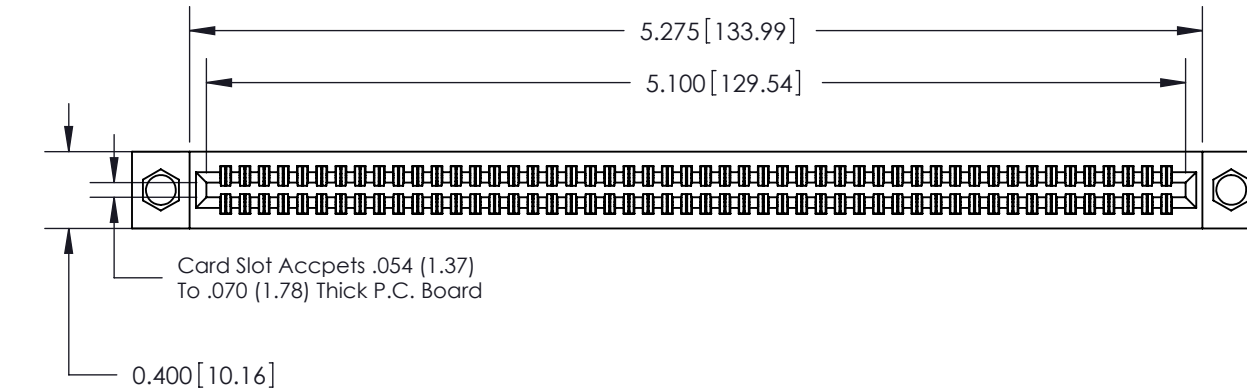 5.275[133.99]
5.100[129.54]
Card Slot Accpets .054 (1.37)
To .070 (1.78) Thick P.C. Board
0.400[10.16]